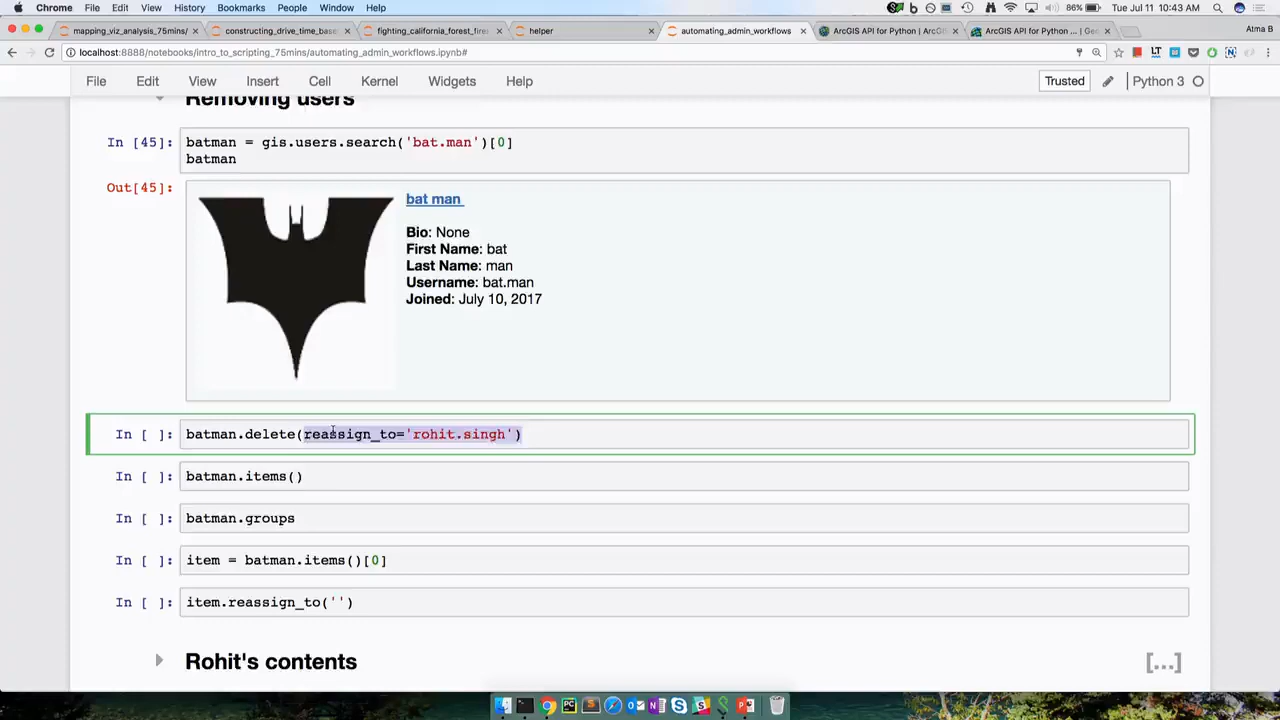 Chrome File Edit View History Bookmarks People Window Help 86% Tue Jul 11 10:43 AM Alma B
mapping_viz_analysis_75mins/ constructing_drive_time_based_ fighting_california_forest_fires helper automating_admin_workflows ArcGIS API for Python | ArcG ArcGIS API for Python ... | Ge
localhost:8888/notebooks/intro_to_scripting_75mins/automating_admin_workflows.ipynb#
File Edit View Insert Cell Kernel Widgets Help Trusted Python 3
Removing users
In [45]: batman = gis.users.search('bat.man')[0]
batman
Out[45]:
bat man
Bio: None
First Name: bat
Last Name: man
Username: bat.man
Joined: July 10, 2017
In [ ]: batman.delete(reassign_to='rohit.singh')
In [ ]: batman.items()
In [ ]: batman.groups
In [ ]: item = batman.items()[0]
In [ ]: item.reassign_to('')
Rohit's contents [...]